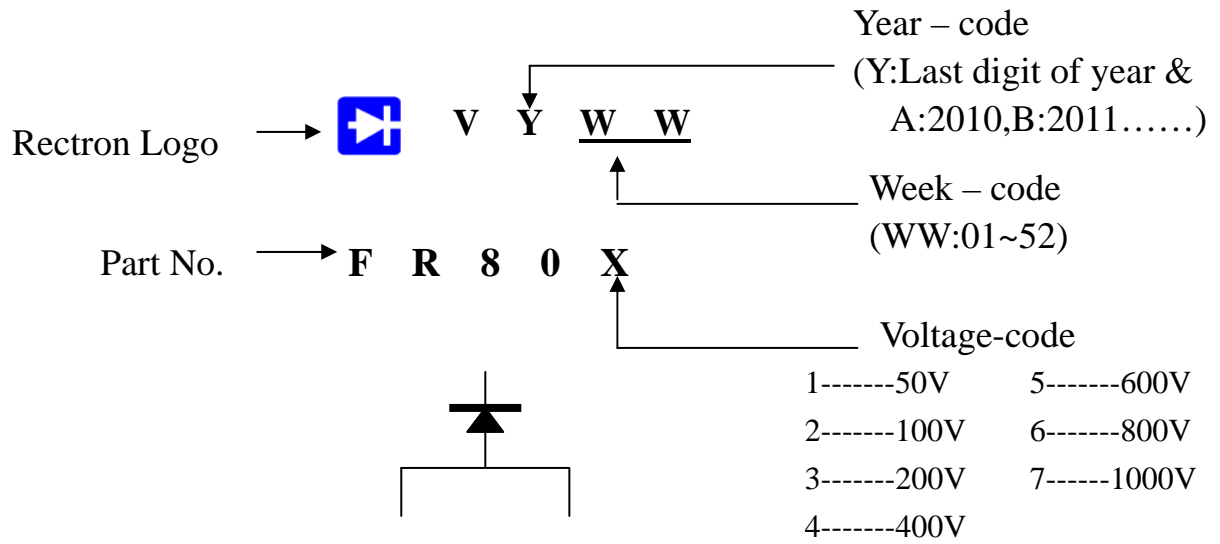 Year – code
(Y:Last digit of year &
A:2010,B:2011……)
Rectron Logo
V Y W W
Week – code
(WW:01~52)
Part No.
F R 8 0 X
Voltage-code
1-------50V 5-------600V
2-------100V 6-------800V
3-------200V 7------1000V
4-------400V